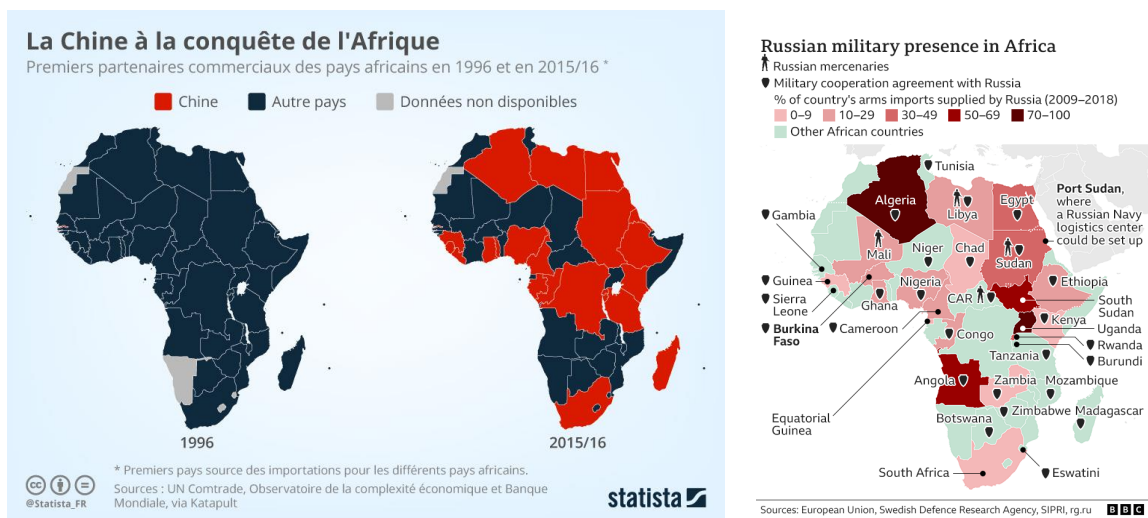 La Chine à la conquête de l'Afrique
Premiers partenaires commerciaux des pays africains en 1996 et en 2015/16 *
Chine
Autre pays
Données non disponibles
1996
2015/16
* Premiers pays source des importations pour les différents pays africains.
Sources : UN Comtrade, Observatoire de la complexité économique et Banque
Mondiale, via Katapult
@Statista_FR
statista
Russian military presence in Africa
Russian mercenaries
Military cooperation agreement with Russia
% of country's arms imports supplied by Russia (2009–2018)
0–9
10–29
30–49
50–69
70–100
Other African countries
Tunisia
Algeria
Libya
Egypt
Port Sudan,
where
a Russian Navy
logistics center
could be set up
Gambia
Mali
Niger
Chad
Sudan
Guinea
Nigeria
Ethiopia
Sierra
Leone
Ghana
CAR
South
Sudan
Burkina
Faso
Cameroon
Kenya
Uganda
Congo
Rwanda
Tanzania
Burundi
Angola
Zambia
Mozambique
Equatorial
Guinea
Botswana
Zimbabwe
Madagascar
South Africa
Eswatini
Sources: European Union, Swedish Defence Research Agency, SIPRI, rg.ru
BBC